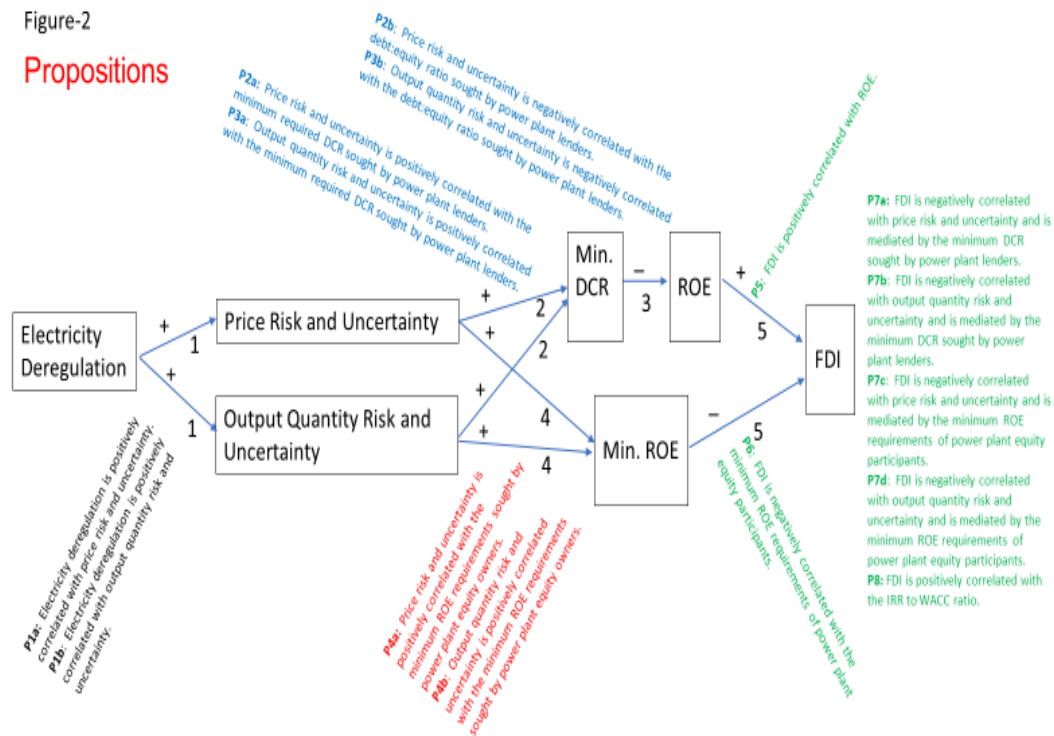 Figure-2
Propositions
P2b: Price risk and uncertainty is negatively correlated with the
debt:equity ratio sought by power plant lenders.
P3b: Output quantity risk and uncertainty is negatively correlated
with the debt:equity ratio sought by power plant lenders.
P2a: Price risk and uncertainty is positively correlated with the
minimum required DCR sought by power plant lenders.
P3a: Output quantity risk and uncertainty is positively correlated
with the minimum required DCR sought by power plant lenders.
P5: FDI is positively correlated with ROE.
Electricity
Deregulation
+
1
+
1
Price Risk and Uncertainty
Output Quantity Risk and
Uncertainty
+
2
+
4
+
2
+
4
Min.
DCR
–
3
ROE
+
5
Min. ROE
–
5
FDI
P1a: Electricity deregulation is positively
correlated with price risk and uncertainty.
P1b: Electricity deregulation is positively
correlated with output quantity risk and
uncertainty.
P4a: Price risk and uncertainty is
positively correlated with the
minimum ROE requirements sought by
power plant equity owners.
P4b: Output quantity risk and
uncertainty is positively correlated
with the minimum ROE requirements
sought by power plant equity owners.
P6: FDI is negatively correlated with the
minimum ROE requirements of power plant
equity participants.
P7a: FDI is negatively correlated
with price risk and uncertainty and is
mediated by the minimum DCR
sought by power plant lenders.
P7b: FDI is negatively correlated
with output quantity risk and
uncertainty and is mediated by the
minimum DCR sought by power
plant lenders.
P7c: FDI is negatively correlated
with price risk and uncertainty and is
mediated by the minimum ROE
requirements of power plant equity
participants.
P7d: FDI is negatively correlated
with output quantity risk and
uncertainty and is mediated by the
minimum ROE requirements of
power plant equity participants.
P8: FDI is positively correlated with
the IRR to WACC ratio.